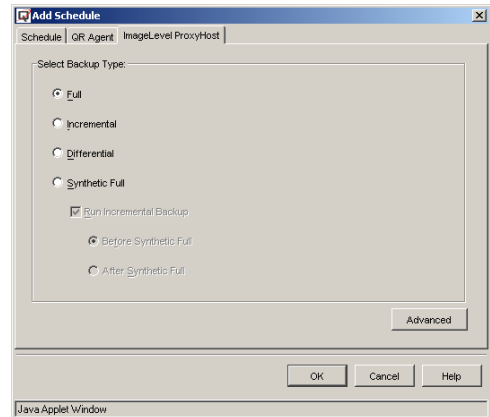 Add Schedule
Schedule QR Agent ImageLevel ProxyHost
Select Backup Type:
Full
Incremental
Differential
Synthetic Full
Run Incremental Backup
Before Synthetic Full
After Synthetic Full
Advanced
OK Cancel Help
Java Applet Window